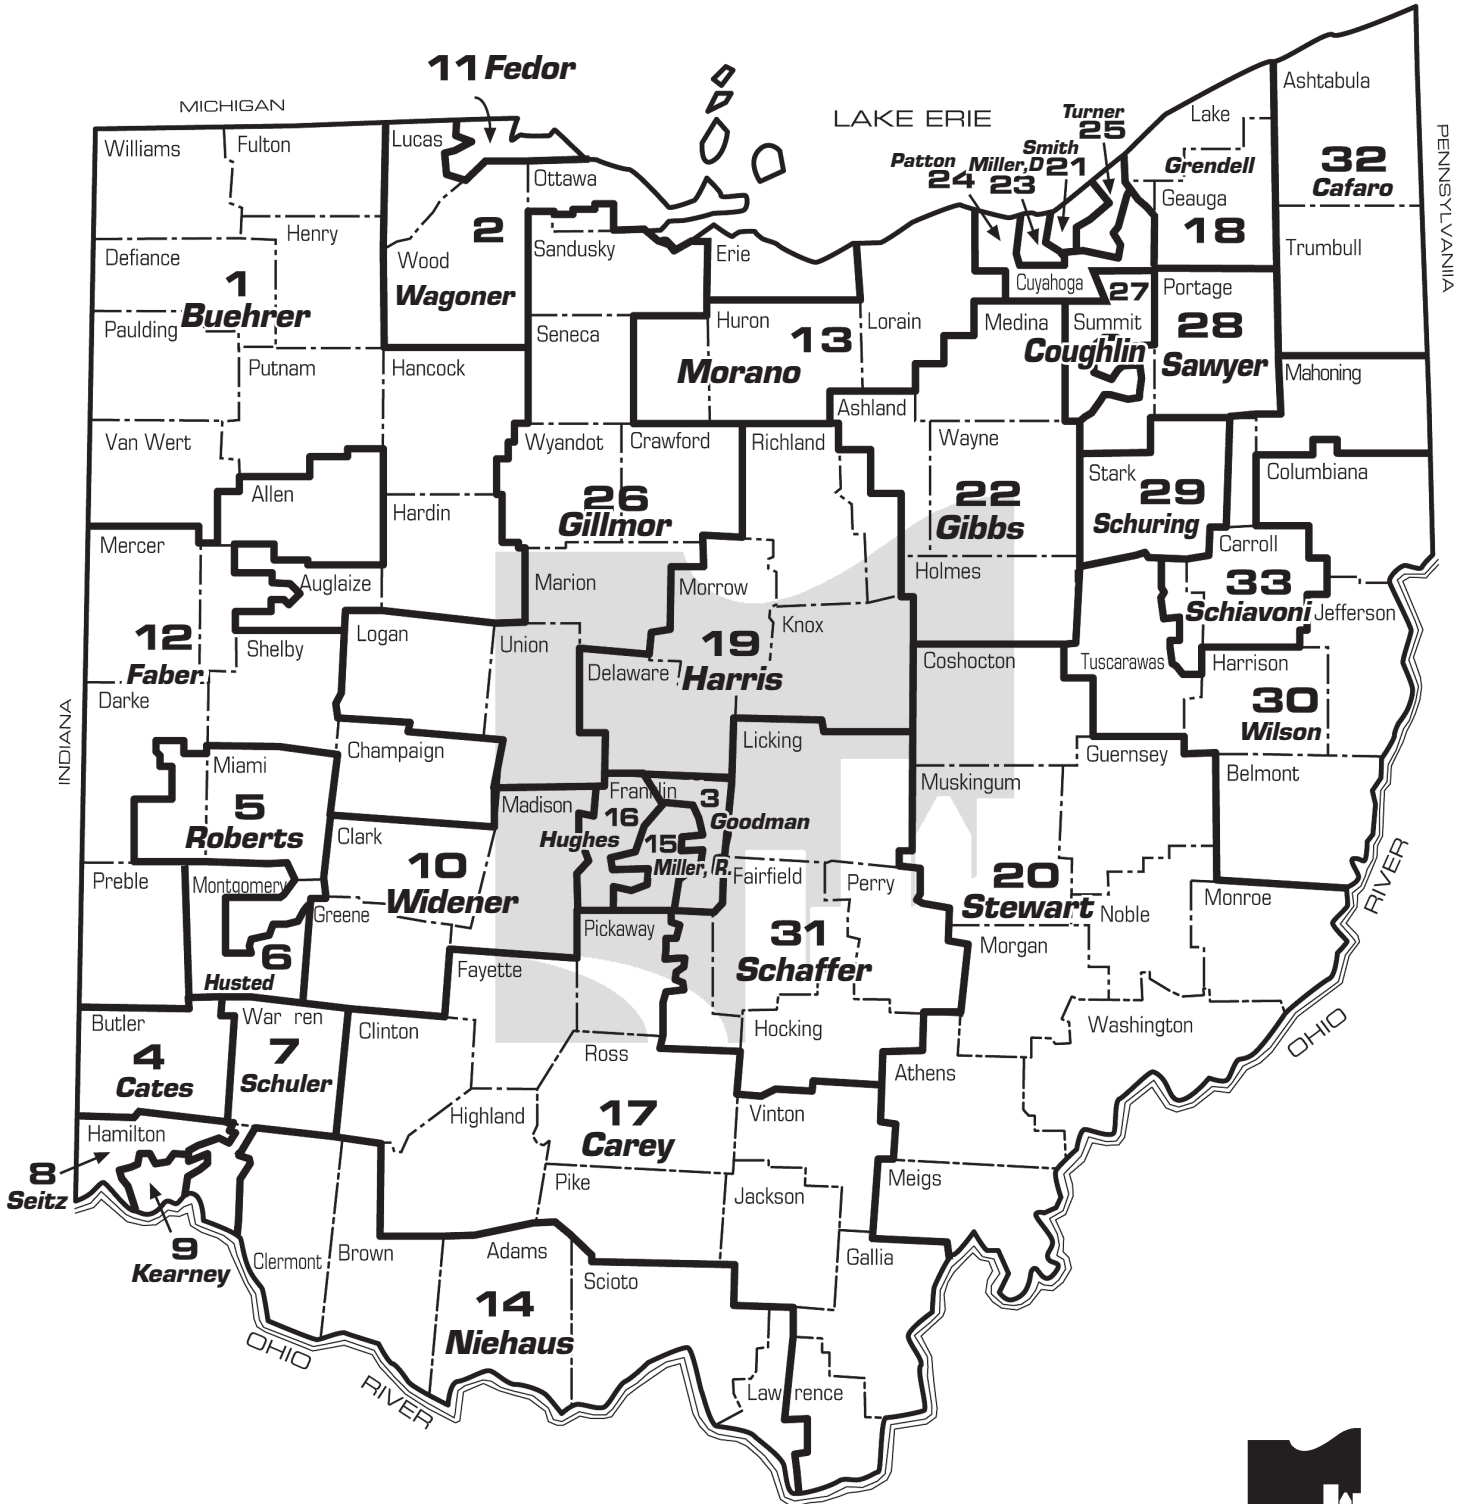 11 Fedor
MICHIGAN
LAKE ERIE
PENNSYLVANIIA
INDIANA
Williams
Fulton
Lucas
Ottawa
Henry
Defiance
Wood
Sandusky
Erie
2
Wagoner
1
Buehrer
Paulding
Putnam
Hancock
Seneca
Huron
Lorain
13
Morano
Patton
24
Miller,D
23
Smith
21
Turner
25
Lake
Grendell
Geauga
18
Ashtabula
32
Cafaro
Trumbull
Cuyahoga
27
Portage
28
Sawyer
Medina
Summit
Coughlin
Mahoning
Van Wert
Allen
Hardin
Wyandot
Crawford
Richland
Ashland
Wayne
26
Gillmor
22
Gibbs
Stark
29
Schuring
Columbiana
Mercer
Auglaize
Marion
Morrow
Knox
Holmes
Carroll
33
Schiavoni
Jefferson
12
Faber
Shelby
Logan
Union
Delaware
19
Harris
Coshocton
Tuscarawas
Harrison
30
Wilson
Darke
Miami
5
Roberts
Champaign
Licking
Muskingum
Guernsey
Belmont
Clark
Madison
Franklin
16
Hughes
15
Miller, R.
3
Goodman
Preble
Montgomery
6
Husted
Greene
10
Widener
Fairfield
Perry
20
Stewart
Noble
Monroe
Pickaway
31
Schaffer
Morgan
Fayette
Hocking
Washington
Butler
4
Cates
Warren
7
Schuler
Clinton
Ross
Athens
Highland
17
Carey
Vinton
Hamilton
8
Seitz
9
Kearney
Pike
Jackson
Meigs
Clermont
Brown
Adams
Scioto
Gallia
14
Niehaus
Lawrence
OHIO
RIVER
OHIO
RIVER